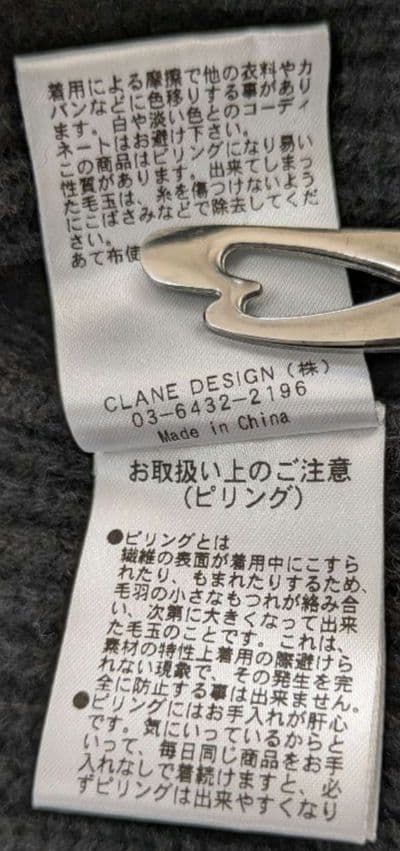 着用による摩擦で他の衣料やカ
バンなどに色移りする事があり
ます。白や淡い色とのコーディ
ネートはお避け下さい。
この商品はピリングになり易い
性質があります。出来てしまっ
た毛玉は、糸を傷つけないよう
にこばさみなどで除去してくだ
さい。
あて布使
CLANE DESIGN（株）
03-6432-2196
Made in China
お取扱い上のご注意
（ピリング）
●ピリングとは
繊維の表面が着用中にこすら
れたり、もまれたりするため、
毛羽の小さなもつれが絡み合
い、次第に大きくなって出来
た毛玉のことです。これは、
素材の特性上着用の際避けら
れない現象で、その発生を完
全に防止する事は出来ません。
●ピリングにはお手入れが肝心
です。気にいっているからと
いって、毎日同じ商品をお手
入れなしで着続けますと、必
ずピリングは出来やすくなり